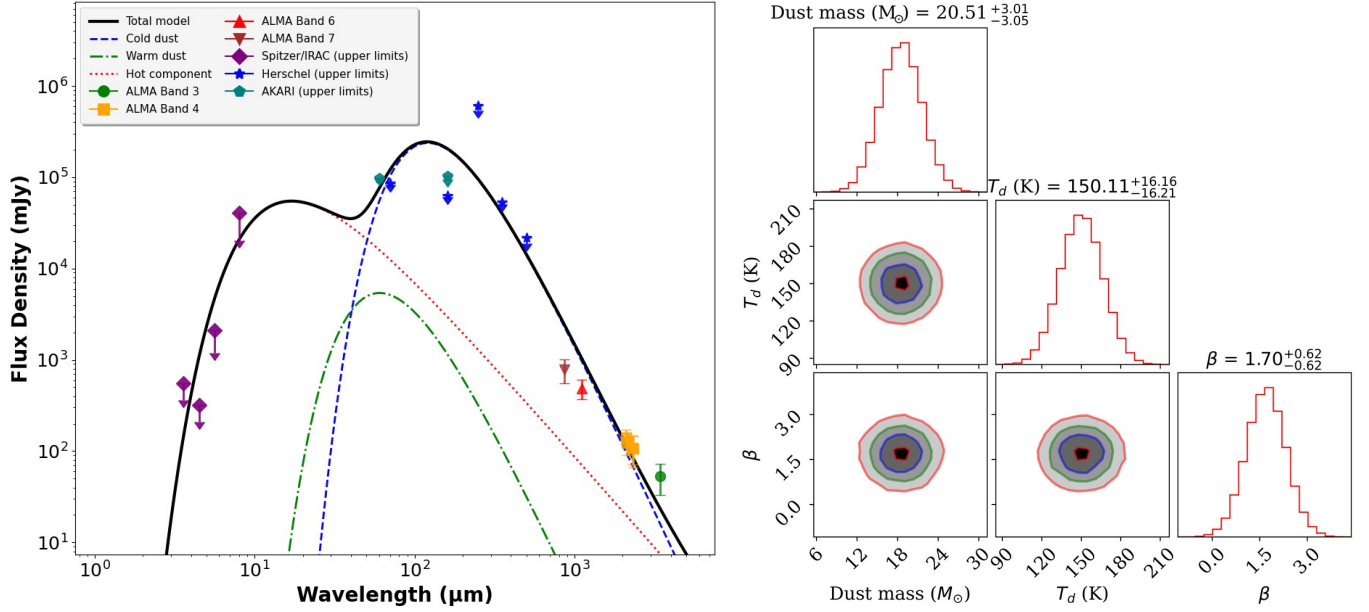 Total model
Cold dust
Warm dust
Hot component
ALMA Band 3
ALMA Band 4
ALMA Band 6
ALMA Band 7
Spitzer/IRAC (upper limits)
Herschel (upper limits)
AKARI (upper limits)
Flux Density (mJy)
10^6
10^5
10^4
10^3
10^2
10^1
10^0 10^1 10^2 10^3
Wavelength (μm)
Dust mass (M⊙) = 20.51 +3.01 −3.05
T_d (K) = 150.11 +16.16 −16.21
β = 1.70 +0.62 −0.62
T_d (K)
210
180
150
120
90
β
3.0
1.5
0.0
6 12 18 24 30
Dust mass (M⊙)
90 120 150 180 210
T_d (K)
0.0 1.5 3.0
β